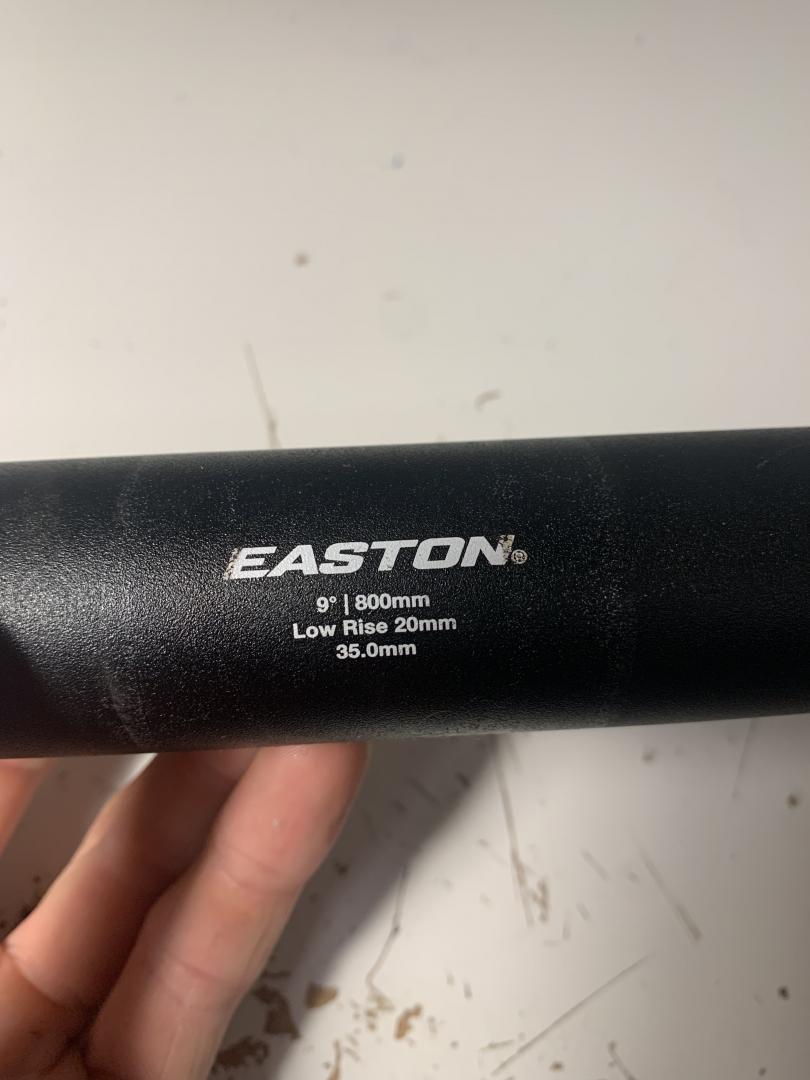 EASTON®
9° | 800mm
Low Rise 20mm
35.0mm